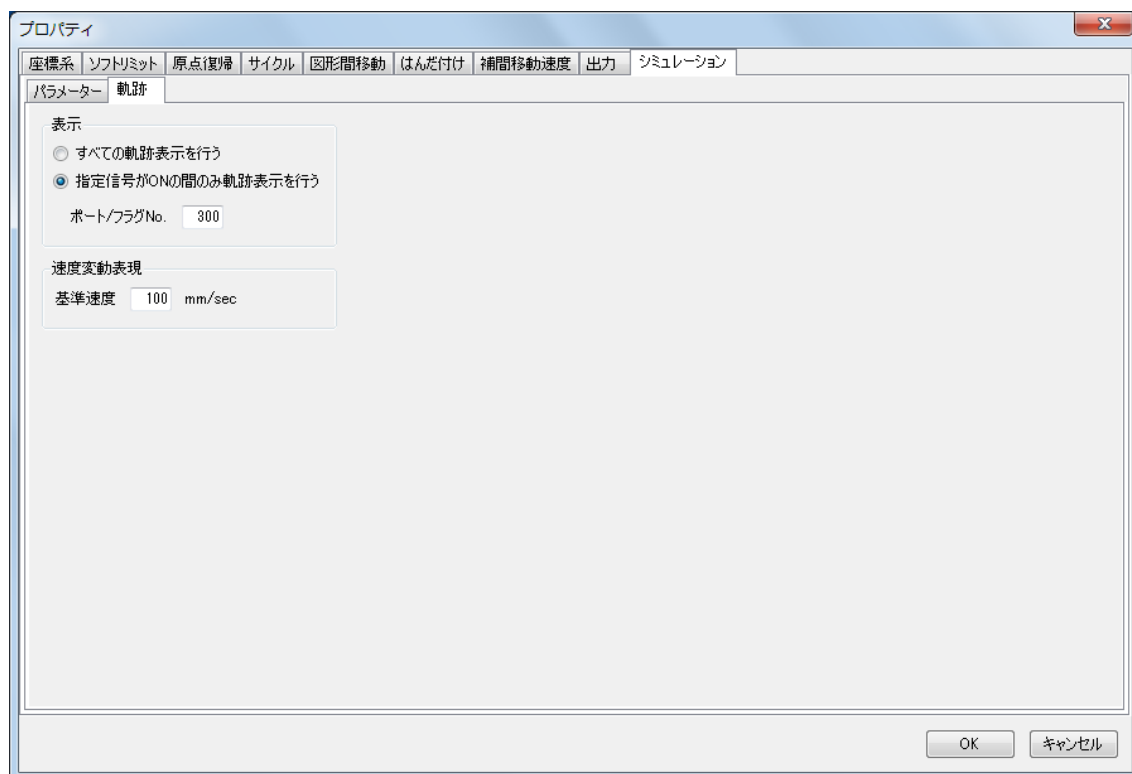 プロパティ
座標系 ソフトリミット 原点復帰 サイクル 図形間移動 はんだ付け 補間移動速度 出力 シミュレーション
パラメーター 軌跡
表示
すべての軌跡表示を行う
指定信号がONの間のみ軌跡表示を行う
ポート/フラグNo. 300
速度変動表現
基準速度 100 mm/sec
OK キャンセル